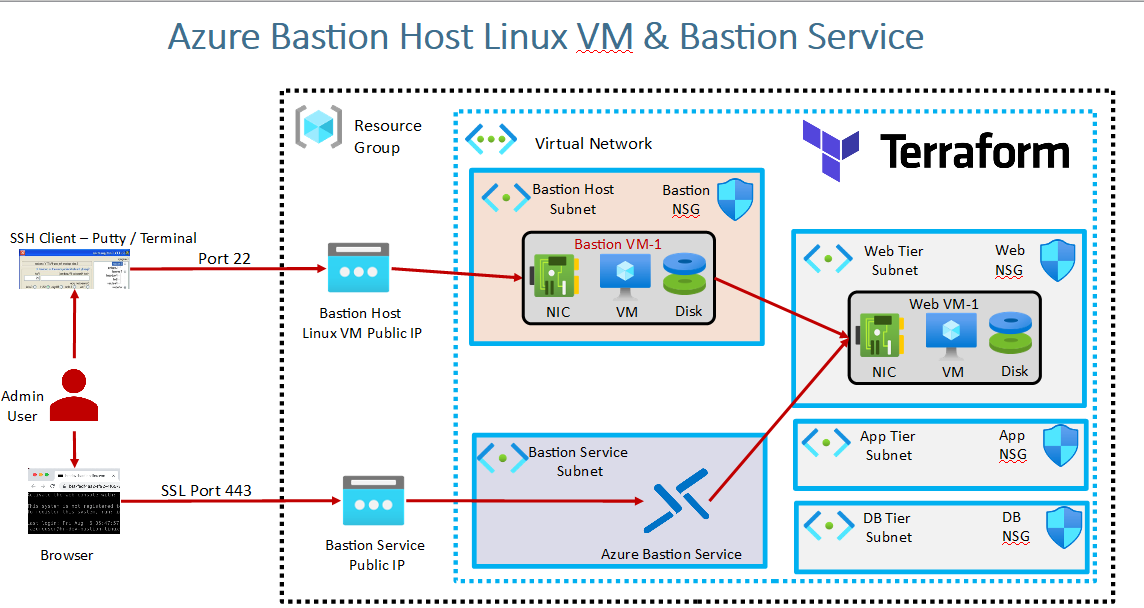 Azure Bastion Host Linux VM & Bastion Service
Resource
Group
Virtual Network
Terraform
Bastion Host
Subnet
Bastion
NSG
SSH Client – Putty / Terminal
Port 22
Bastion VM-1
NIC
VM
Disk
Bastion Host
Linux VM Public IP
Web Tier
Subnet
Web
NSG
Web VM-1
NIC
VM
Disk
Admin
User
App Tier
Subnet
App
NSG
Bastion Service
Subnet
SSL Port 443
Azure Bastion Service
Bastion Service
Public IP
Browser
DB Tier
Subnet
DB
NSG